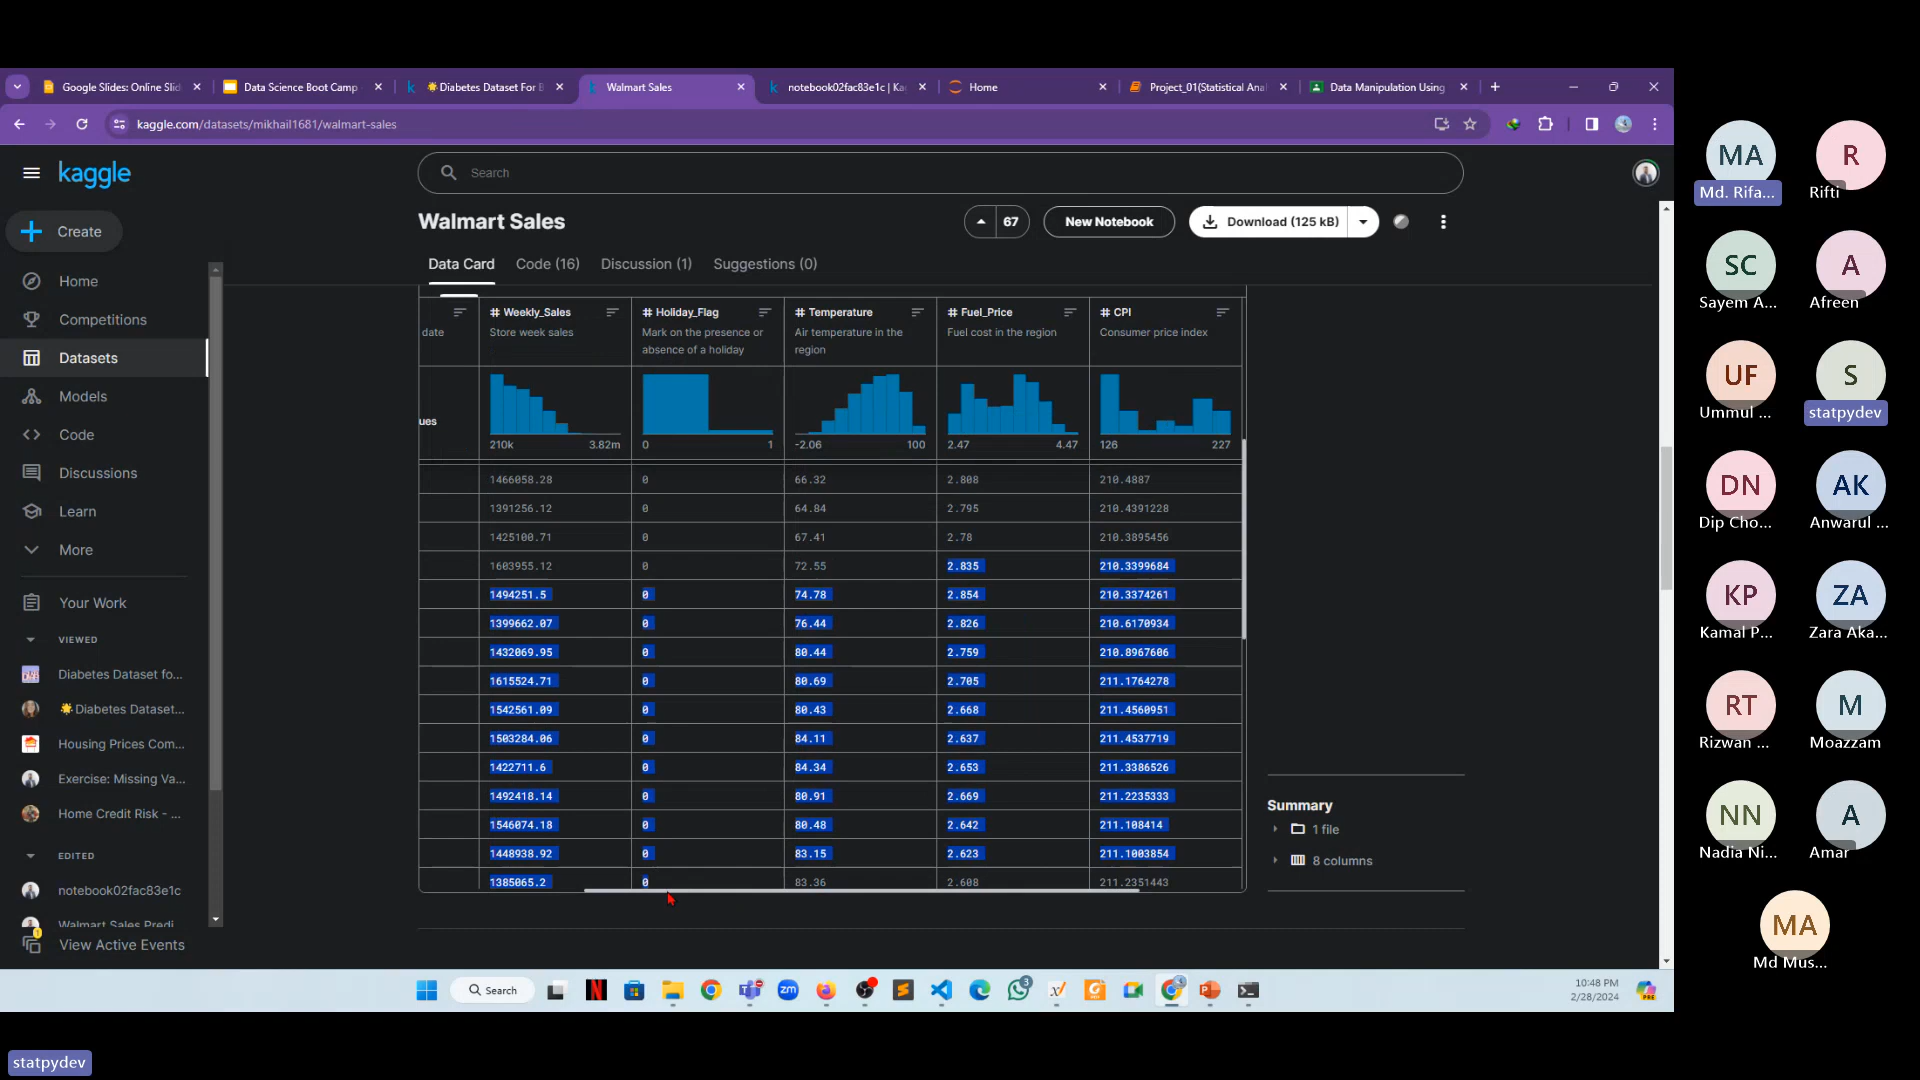 Google Slides: Online Slid
Data Science Boot Camp
Diabetes Dataset For B
Walmart Sales
notebook02fac83e1c | Ka
Home
Project_01(Statistical Anal
Data Manipulation Using
kaggle.com/datasets/mikhail1681/walmart-sales
kaggle
Search
Create
Home
Competitions
Datasets
Models
Code
Discussions
Learn
More
Your Work
VIEWED
Diabetes Dataset fo...
Diabetes Dataset...
Housing Prices Com...
Exercise: Missing Va...
Home Credit Risk - ...
EDITED
notebook02fac83e1c
Walmart Sales Predi
1
View Active Events
Walmart Sales
67
New Notebook
Download (125 kB)
Data Card Code (16) Discussion (1) Suggestions (0)
# Weekly_Sales # Holiday_Flag # Temperature # Fuel_Price # CPI
date Store week sales Mark on the presence or Air temperature in the Fuel cost in the region Consumer price index
absence of a holiday region
ues
210k 3.82m 0 1 -2.06 100 2.47 4.47 126 227
1466058.28 0 66.32 2.808 210.4887
1391256.12 0 64.84 2.795 210.4391228
1425100.71 0 67.41 2.78 210.3895456
1603955.12 0 72.55 2.835 210.3399684
1494251.5 0 74.78 2.854 210.3374261
1399662.07 0 76.44 2.826 210.6170934
1432069.95 0 80.44 2.759 210.8967606
1615524.71 0 80.69 2.705 211.1764278
1542561.09 0 80.43 2.668 211.4560951
1503284.06 0 84.11 2.637 211.4537719
1422711.6 0 84.34 2.653 211.3386526
1492418.14 0 80.91 2.669 211.2235333
1546074.18 0 80.48 2.642 211.108414
1448938.92 0 83.15 2.623 211.1003854
1385065.2 0 83.36 2.608 211.2351443
Summary
1 file
8 columns
Search
zm
3
10:48 PM
2/28/2024
PRE
MA
Md. Rifa...
R
Rifti
SC
Sayem A...
A
Afreen
UF
Ummul ...
S
statpydev
DN
Dip Cho...
AK
Anwarul ...
KP
Kamal P...
ZA
Zara Aka...
RT
Rizwan ...
M
Moazzam
NN
Nadia Ni...
A
Amar
MA
Md Mus...
statpydev